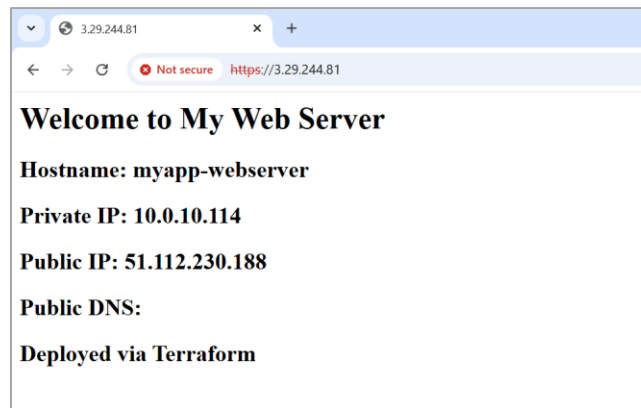 3.29.244.81
Not secure https://3.29.244.81
Welcome to My Web Server
Hostname: myapp-webserver
Private IP: 10.0.10.114
Public IP: 51.112.230.188
Public DNS:
Deployed via Terraform